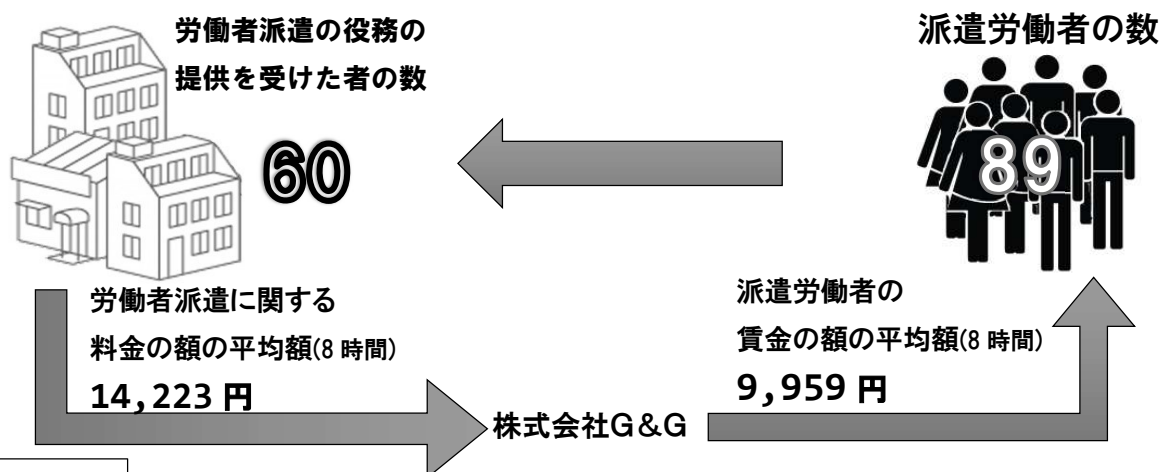 労働者派遣の役務の
提供を受けた者の数
60
派遣労働者の数
89
労働者派遣に関する
料金の額の平均額(8 時間)
14,223 円
派遣労働者の
賃金の額の平均額(8 時間)
9,959 円
株式会社G&G